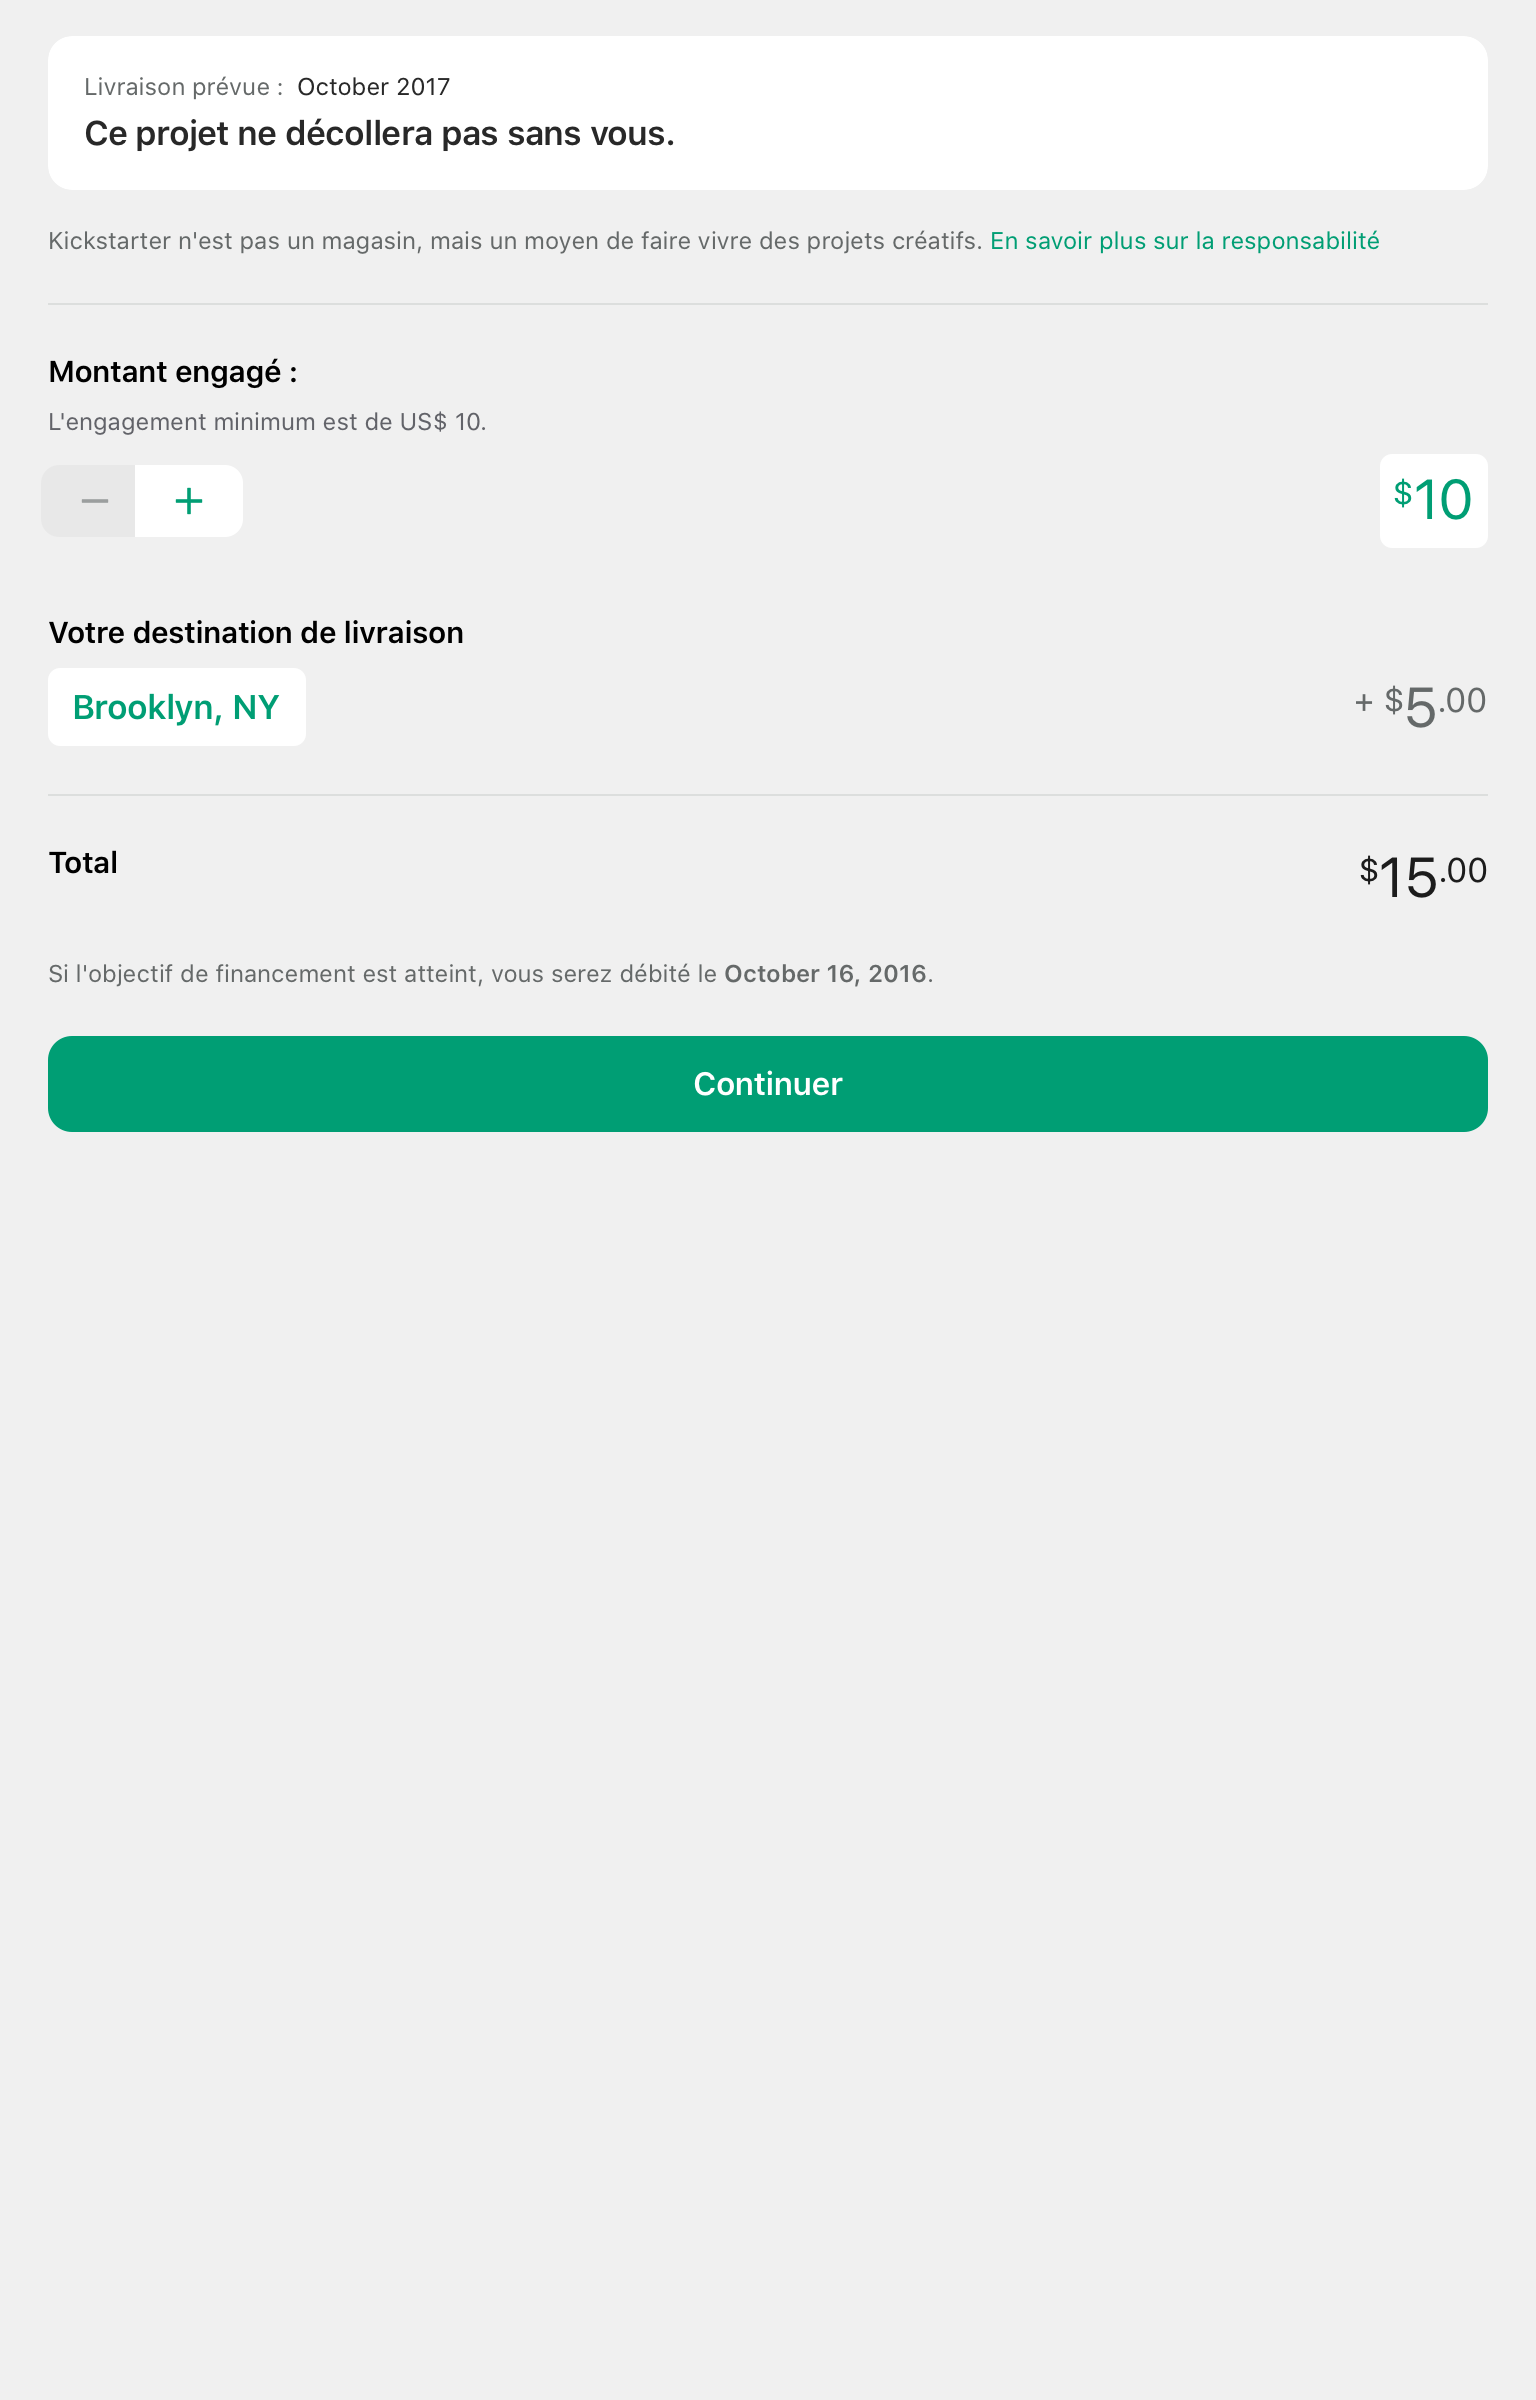 Livraison prévue : October 2017
Ce projet ne décollera pas sans vous.
Kickstarter n'est pas un magasin, mais un moyen de faire vivre des projets créatifs. En savoir plus sur la responsabilité
Montant engagé :
L'engagement minimum est de US$ 10.
− + $10
Votre destination de livraison
Brooklyn, NY + $5.00
Total $15.00
Si l'objectif de financement est atteint, vous serez débité le October 16, 2016.
Continuer